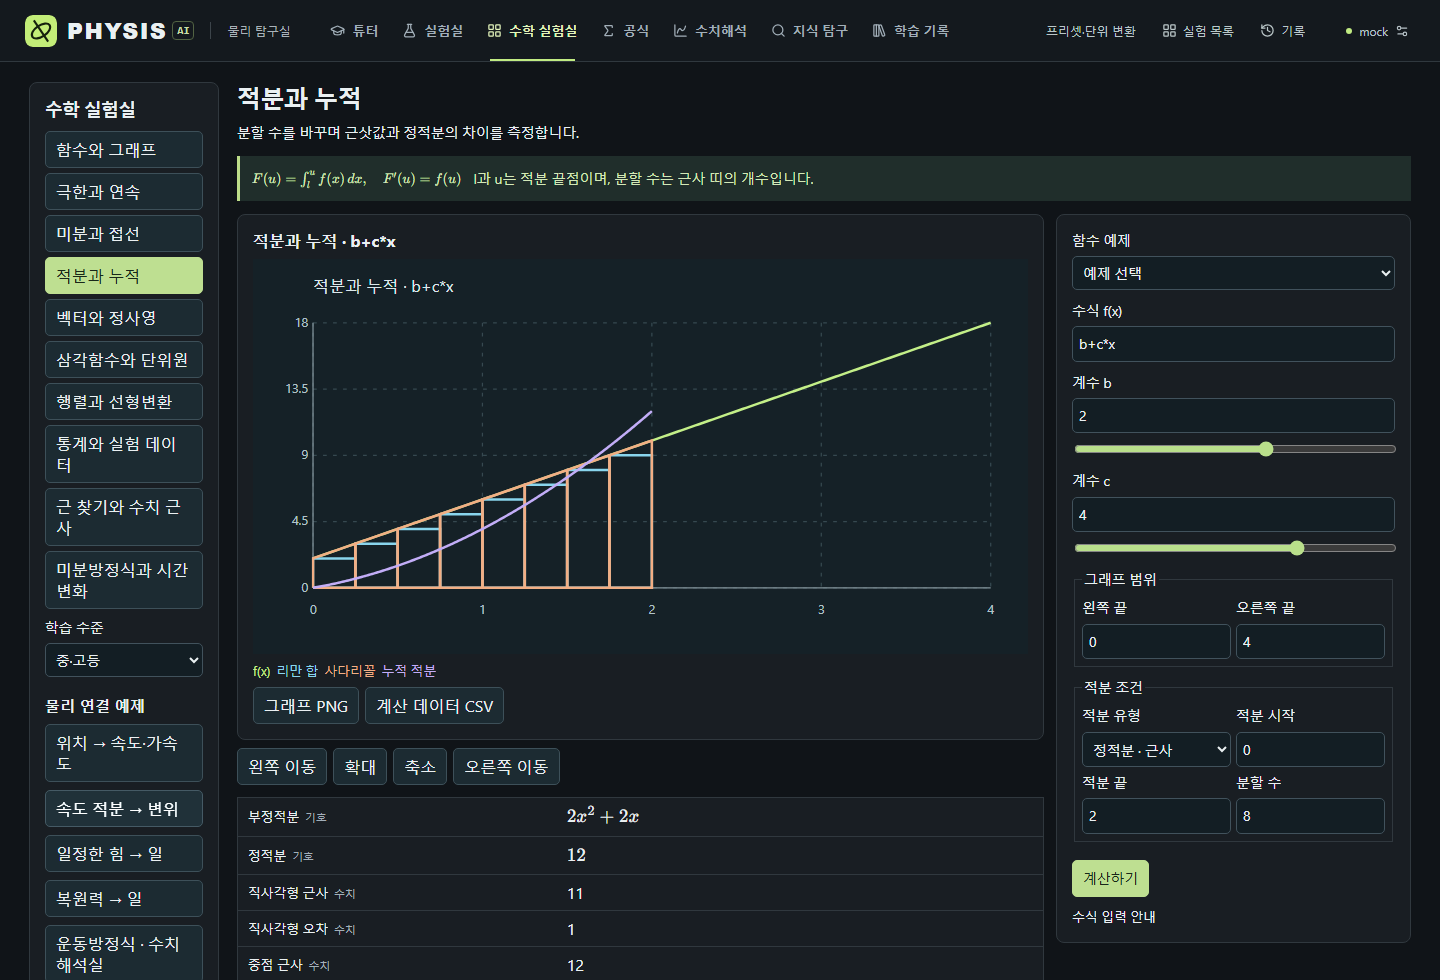 PHYSIS AI 물리 탐구실 튜터 실험실 수학 실험실 공식 수치해석 지식 탐구 학습 기록 프리셋·단위 변환 실험 목록 기록 mock
수학 실험실
함수와 그래프
극한과 연속
미분과 접선
적분과 누적
벡터와 정사영
삼각함수와 단위원
행렬과 선형변환
통계와 실험 데이
터
근 찾기와 수치 근
사
미분방정식과 시간
변화
학습 수준
중·고등
물리 연결 예제
위치 → 속도·가속
도
속도 적분 → 변위
일정한 힘 → 일
복원력 → 일
운동방정식 · 수치
해석실
적분과 누적
분할 수를 바꾸며 근삿값과 정적분의 차이를 측정합니다.
F(u) = ∫_l^u f(x) dx, F′(u) = f(u) l과 u는 적분 끝점이며, 분할 수는 근사 띠의 개수입니다.
적분과 누적 · b+c*x
적분과 누적 · b+c*x
18
13.5
9
4.5
0
0 1 2 3 4
f(x) 리만 합 사다리꼴 누적 적분
그래프 PNG 계산 데이터 CSV
왼쪽 이동 확대 축소 오른쪽 이동
부정적분 기호 2x² + 2x
정적분 기호 12
직사각형 근사 수치 11
직사각형 오차 수치 1
중점 근사 수치 12
함수 예제
예제 선택
수식 f(x)
b+c*x
계수 b
2
계수 c
4
그래프 범위
왼쪽 끝 오른쪽 끝
0 4
적분 조건
적분 유형 적분 시작
정적분 · 근사 0
적분 끝 분할 수
2 8
계산하기
수식 입력 안내